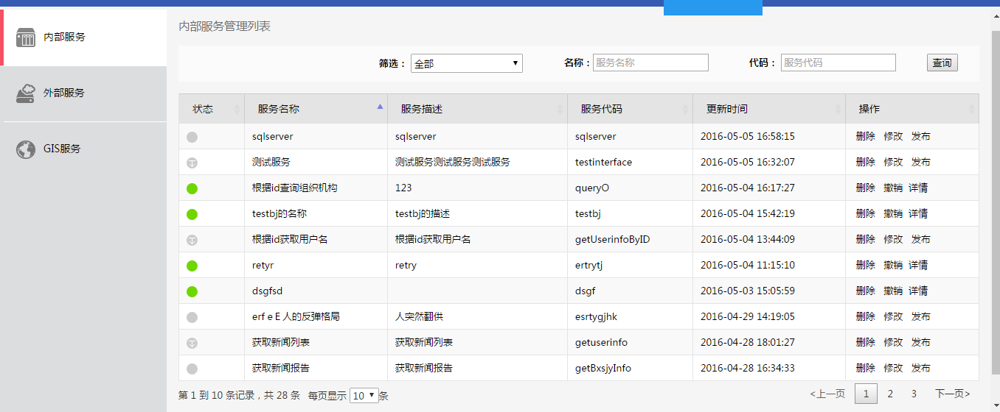 内部服务
外部服务
GIS服务
内部服务管理列表
筛选： 全部 名称： 服务名称 代码： 服务代码 查询
状态 服务名称 服务描述 服务代码 更新时间 操作
sqlserver sqlserver sqlserver 2016-05-05 16:58:15 删除 修改 发布
测试服务 测试服务测试服务测试服务 testinterface 2016-05-05 16:32:07 删除 修改 发布
根据id查询组织机构 123 queryO 2016-05-04 16:17:27 删除 撤销 详情
testbj的名称 testbj的描述 testbj 2016-05-04 15:42:19 删除 撤销 详情
根据id获取用户名 根据id获取用户名 getUserinfoByID 2016-05-04 13:44:09 删除 修改 发布
retyr retry ertrytj 2016-05-04 11:15:10 删除 撤销 详情
dsgfsd dsgf 2016-05-03 15:05:59 删除 撤销 详情
erf e E 人的反弹格局 人突然翻供 esrtygjhk 2016-04-29 14:19:05 删除 修改 发布
获取新闻列表 获取新闻列表 getuserinfo 2016-04-28 18:01:27 删除 修改 发布
获取新闻报告 获取新闻报告 getBxsjyInfo 2016-04-28 16:34:33 删除 修改 发布
第 1 到 10 条记录，共 28 条 每页显示 10 条 <上一页 1 2 3 下一页>